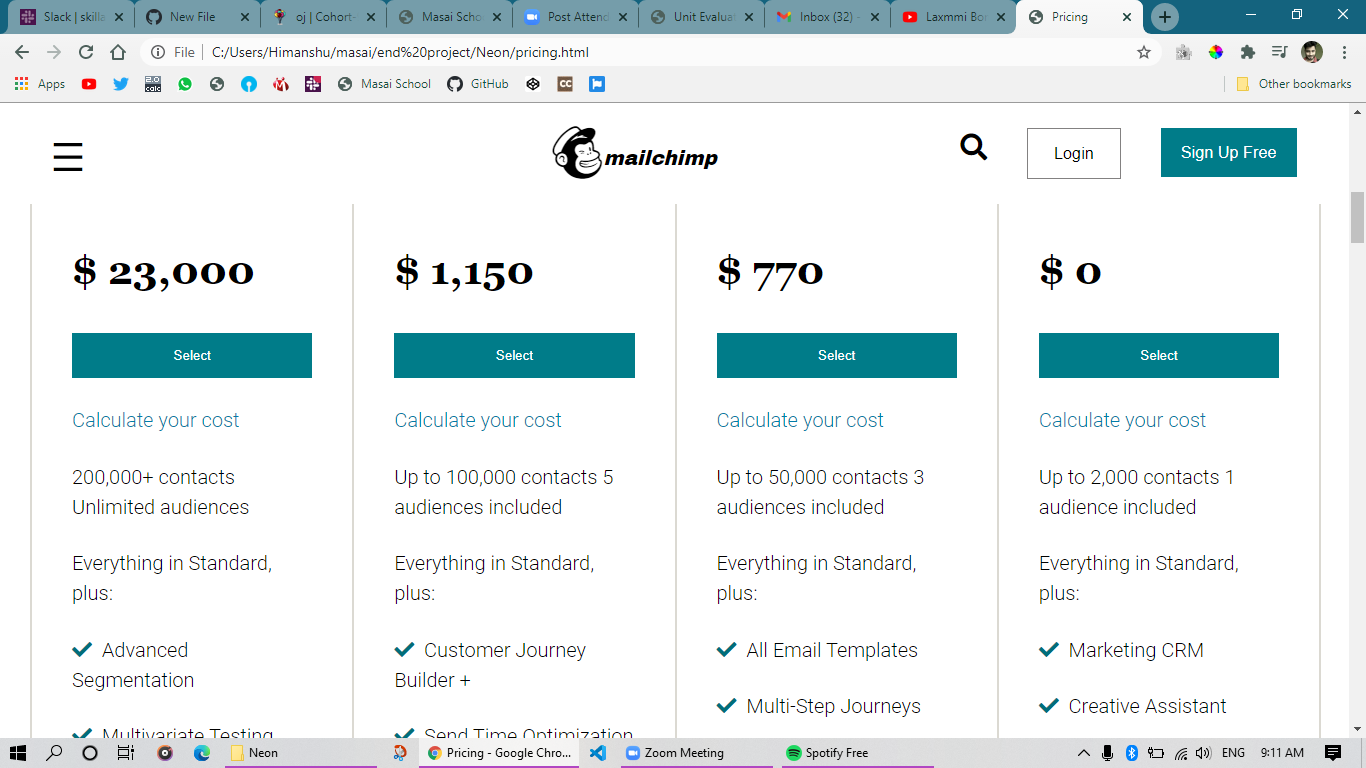 Slack | skilla
New File
oj | Cohort-
Masai Scho
Post Attend
Unit Evaluat
Inbox (32) -
Laxmmi Bo
Pricing
File
C:/Users/Himanshu/masai/end%20project/Neon/pricing.html
Apps
Masai School
GitHub
Other bookmarks
mailchimp
Login
Sign Up Free
$ 23,000
$ 1,150
$ 770
$ 0
Select
Select
Select
Select
Calculate your cost
Calculate your cost
Calculate your cost
Calculate your cost
200,000+ contacts
Unlimited audiences
Up to 100,000 contacts 5
audiences included
Up to 50,000 contacts 3
audiences included
Up to 2,000 contacts 1
audience included
Everything in Standard,
plus:
Everything in Standard,
plus:
Everything in Standard,
plus:
Everything in Standard,
plus:
Advanced
Segmentation
Multivariate Testing
Customer Journey
Builder +
Send Time Optimization
All Email Templates
Multi-Step Journeys
Marketing CRM
Creative Assistant
Neon
Pricing - Google Chro...
Zoom Meeting
Spotify Free
ENG
9:11 AM